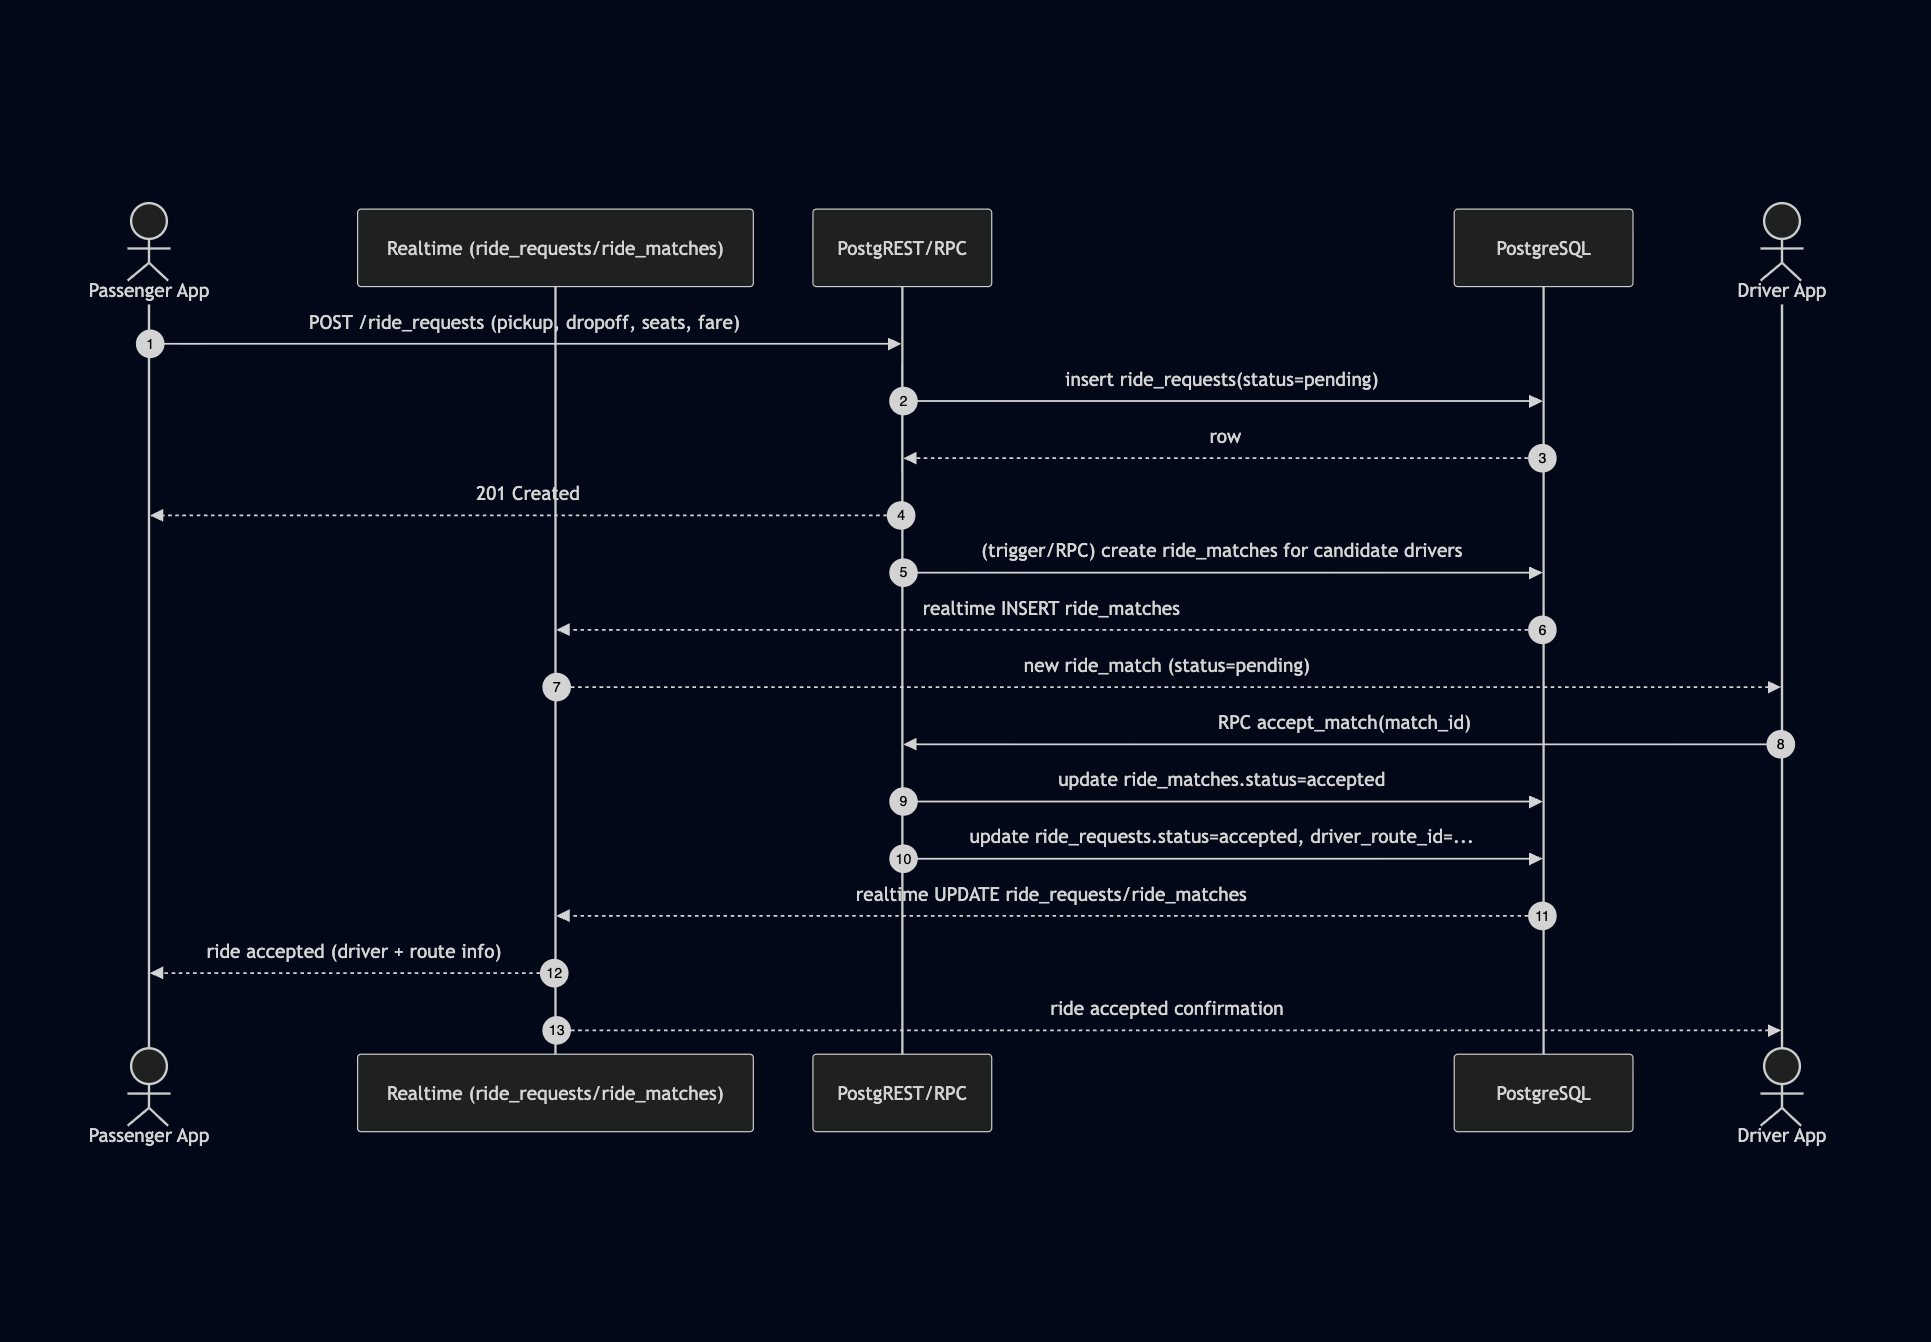 Passenger App
Realtime (ride_requests/ride_matches)
PostgREST/RPC
PostgreSQL
Driver App
POST /ride_requests (pickup, dropoff, seats, fare)
1
insert ride_requests(status=pending)
2
row
3
201 Created
4
(trigger/RPC) create ride_matches for candidate drivers
5
realtime INSERT ride_matches
6
new ride_match (status=pending)
7
RPC accept_match(match_id)
8
update ride_matches.status=accepted
9
update ride_requests.status=accepted, driver_route_id=...
10
realtime UPDATE ride_requests/ride_matches
11
ride accepted (driver + route info)
12
ride accepted confirmation
13
Passenger App
Realtime (ride_requests/ride_matches)
PostgREST/RPC
PostgreSQL
Driver App